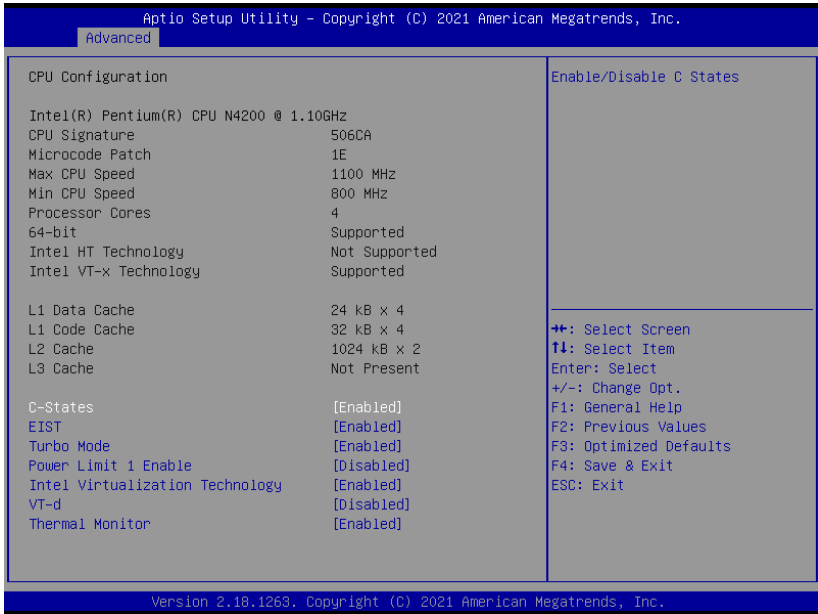 Aptio Setup Utility – Copyright (C) 2021 American Megatrends, Inc.
Advanced
CPU Configuration
Intel(R) Pentium(R) CPU N4200 @ 1.10GHz
CPU Signature 506CA
Microcode Patch 1E
Max CPU Speed 1100 MHz
Min CPU Speed 800 MHz
Processor Cores 4
64-bit Supported
Intel HT Technology Not Supported
Intel VT-x Technology Supported
L1 Data Cache 24 kB x 4
L1 Code Cache 32 kB x 4
L2 Cache 1024 kB x 2
L3 Cache Not Present
C-States [Enabled]
EIST [Enabled]
Turbo Mode [Enabled]
Power Limit 1 Enable [Disabled]
Intel Virtualization Technology [Enabled]
VT-d [Disabled]
Thermal Monitor [Enabled]
Enable/Disable C States
→←: Select Screen
↑↓: Select Item
Enter: Select
+/-: Change Opt.
F1: General Help
F2: Previous Values
F3: Optimized Defaults
F4: Save & Exit
ESC: Exit
Version 2.18.1263. Copyright (C) 2021 American Megatrends, Inc.